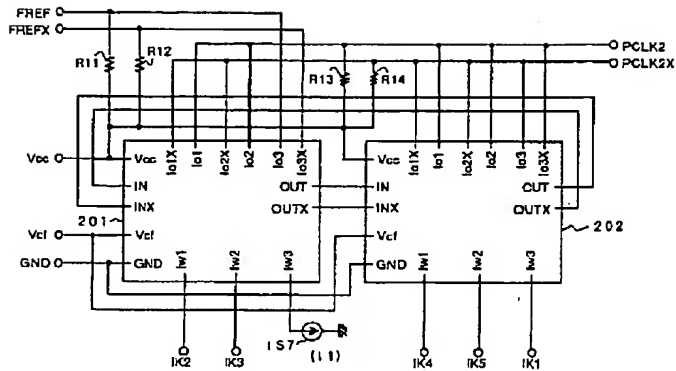 FREF
FREFX
R11
R12
R13
R14
PCLK2
PCLK2X
Vcc
Vcc
Io1X
Io1
Io2X
Io2
Io3
Io3X
IN
INX
OUT
OUTX
201
Vcf
Vcf
GND
GND
Iw1
Iw2
Iw3
IS7
(I1)
IK2
IK3
Vcc
Io1X
Io1
Io2X
Io2
Io3
Io3X
IN
INX
OUT
OUTX
202
Vcf
GND
Iw1
Iw2
Iw3
IK4
IK5
IK1